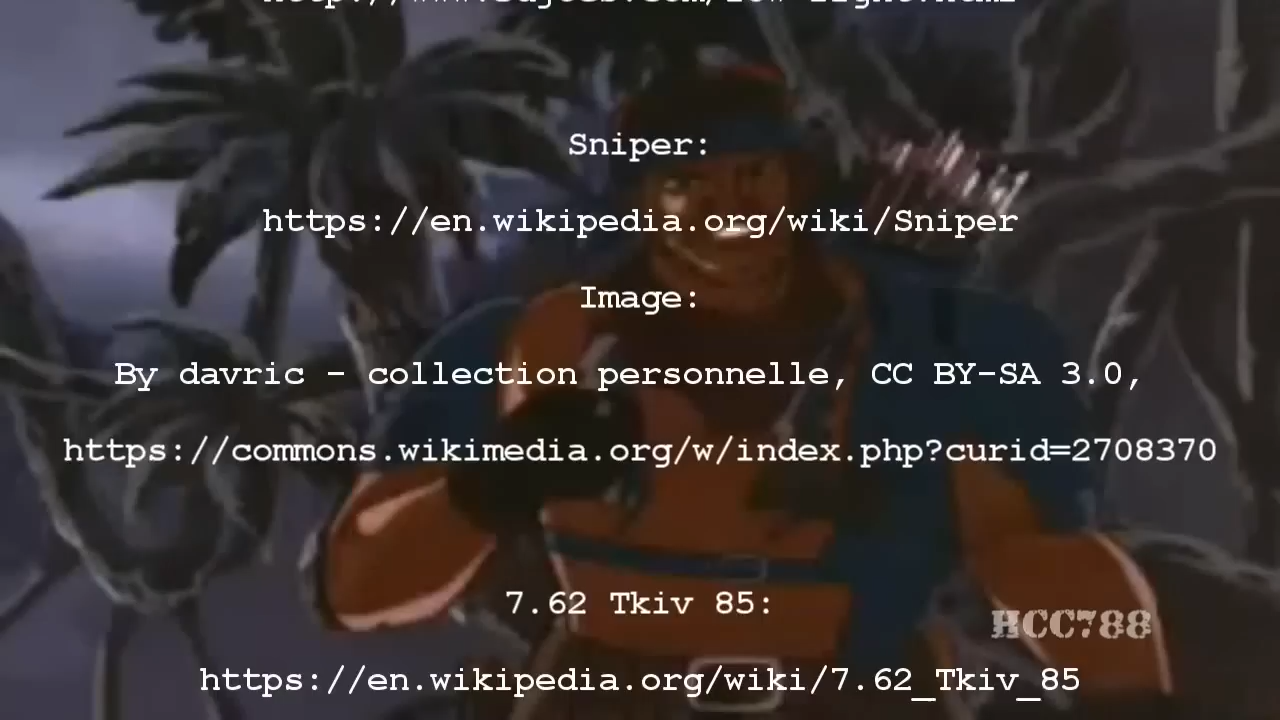 Sniper:
https://en.wikipedia.org/wiki/Sniper
Image:
By davric - collection personnelle, CC BY-SA 3.0,
https://commons.wikimedia.org/w/index.php?curid=2708370
7.62 Tkiv 85:
HCC788
https://en.wikipedia.org/wiki/7.62_Tkiv_85